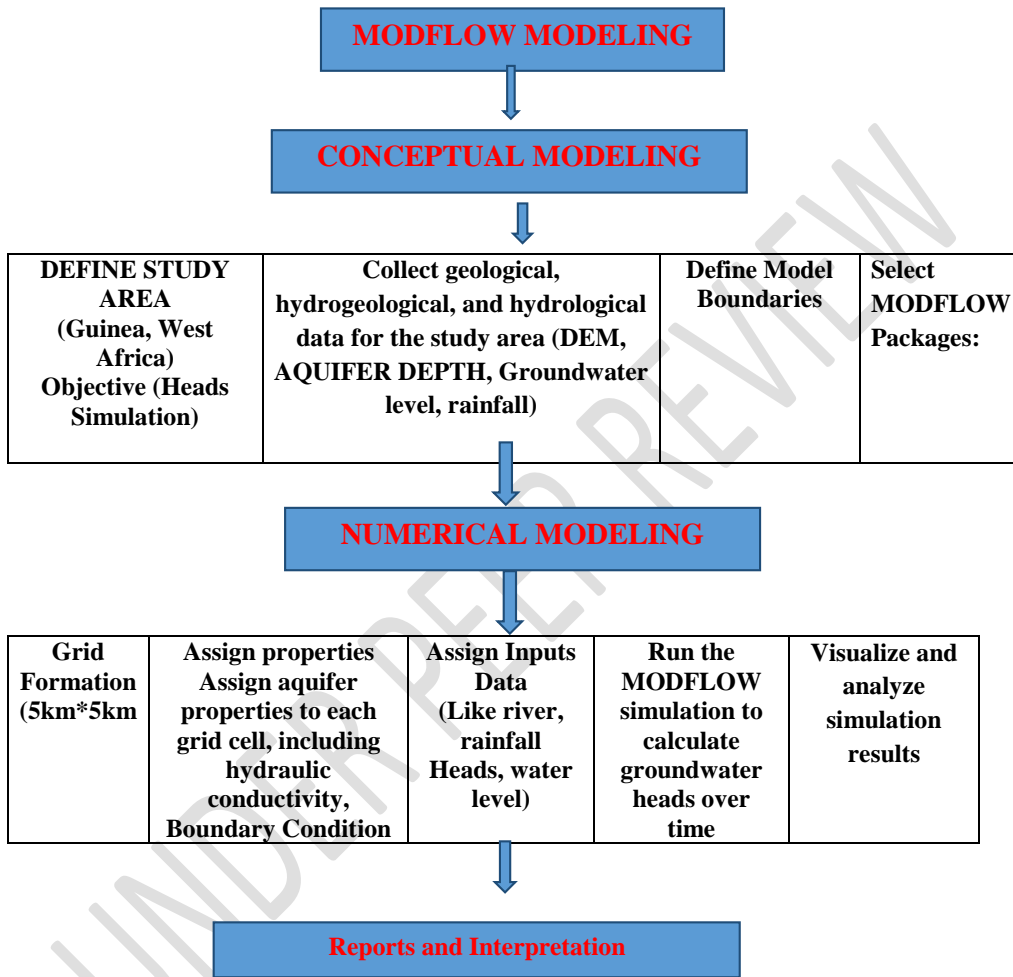 MODFLOW MODELING
CONCEPTUAL MODELING
DEFINE STUDY
AREA
(Guinea, West
Africa)
Objective (Heads
Simulation)
Collect geological,
hydrogeological, and hydrological
data for the study area (DEM,
AQUIFER DEPTH, Groundwater
level, rainfall)
Define Model
Boundaries
Select
MODFLOW
Packages:
NUMERICAL MODELING
Grid
Formation
(5km*5km
Assign properties
Assign aquifer
properties to each
grid cell, including
hydraulic
conductivity,
Boundary Condition
Assign Inputs
Data
(Like river,
rainfall
Heads, water
level)
Run the
MODFLOW
simulation to
calculate
groundwater
heads over
time
Visualize and
analyze
simulation
results
Reports and Interpretation
UNDER PEER REVIEW